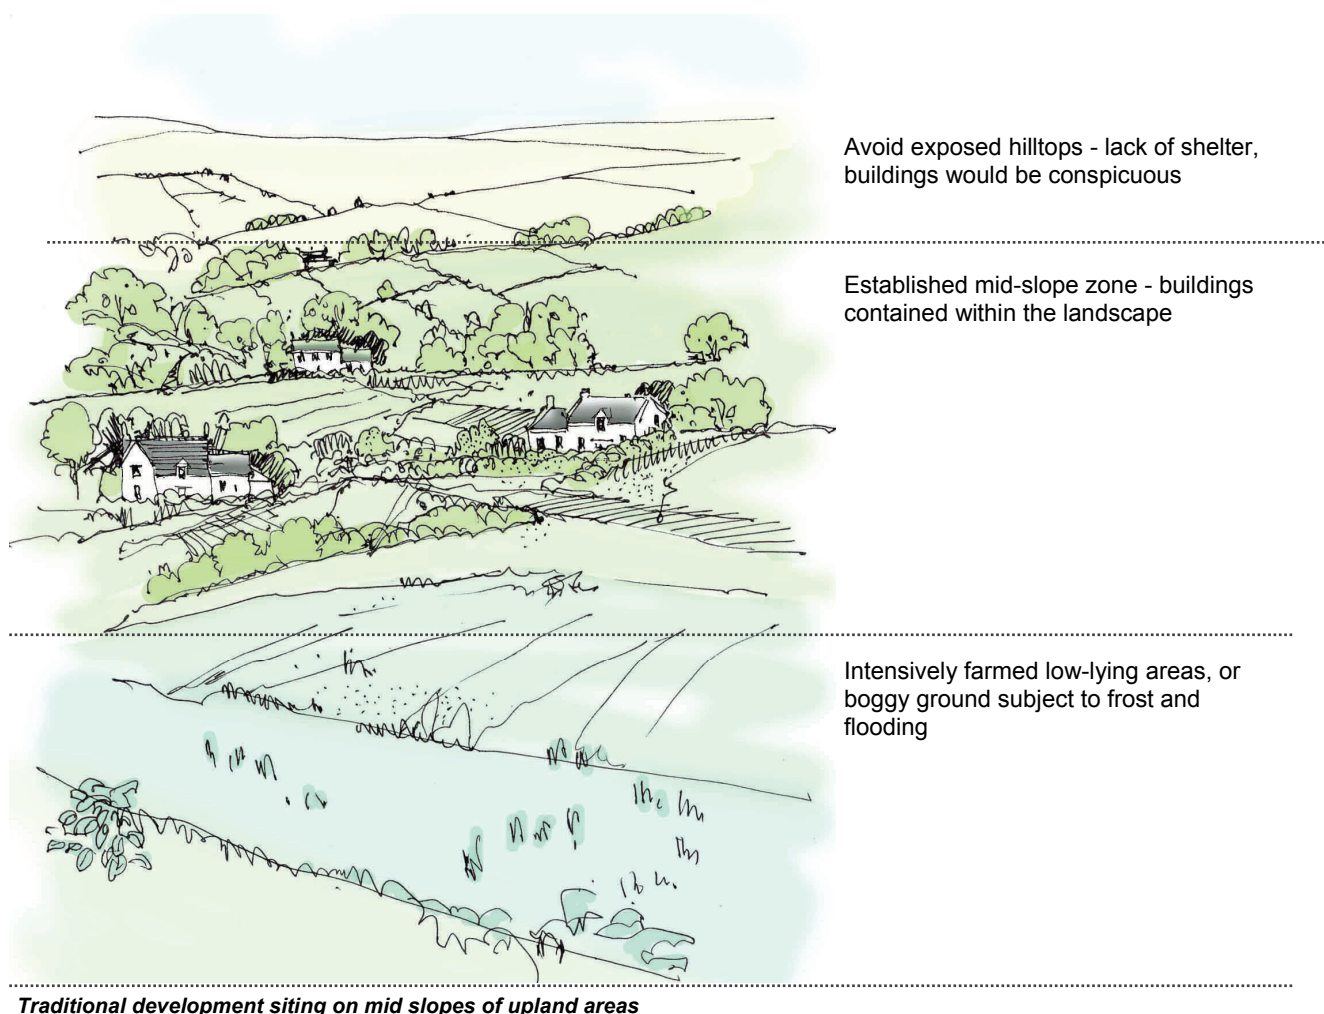 Avoid exposed hilltops - lack of shelter,
buildings would be conspicuous
Established mid-slope zone - buildings
contained within the landscape
Intensively farmed low-lying areas, or
boggy ground subject to frost and
flooding
Traditional development siting on mid slopes of upland areas